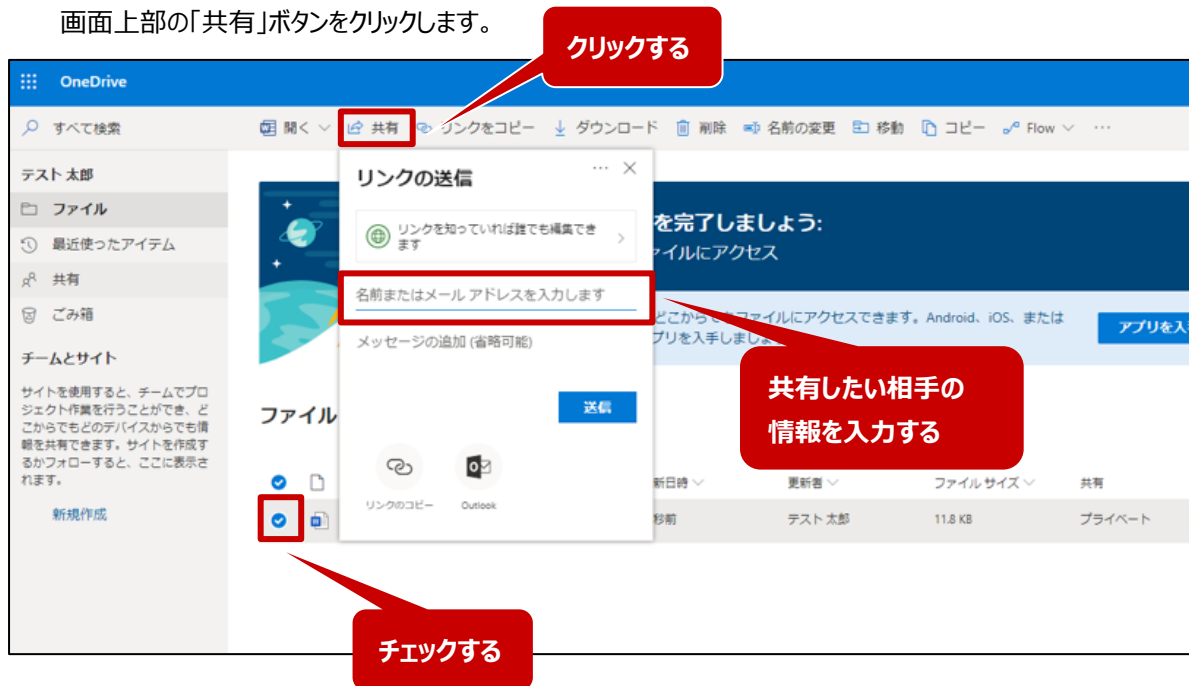 画面上部の「共有」ボタンをクリックします。
クリックする
OneDrive
すべて検索
開く
共有
リンクをコピー
ダウンロード
削除
名前の変更
移動
コピー
Flow
テスト 太郎
ファイル
最近使ったアイテム
共有
ごみ箱
チームとサイト
サイトを使用すると、チームでプロ
ジェクト作業を行うことができ、ど
こからでもどのデバイスからでも情
報を共有できます。サイトを作成す
るかフォローすると、ここに表示さ
れます。
新規作成
リンクの送信
リンクを知っていれば誰でも編集でき
ます
名前またはメール アドレスを入力します
メッセージの追加 (省略可能)
送信
リンクのコピー
Outlook
を完了しましょう:
ァイルにアクセス
ファイルにアクセスできます。Android、iOS、または
プリを入手しまし
アプリを入
共有したい相手の
情報を入力する
ファイル
新日時
更新者
ファイル サイズ
共有
秒前
テスト 太郎
11.8 KB
プライベート
チェックする